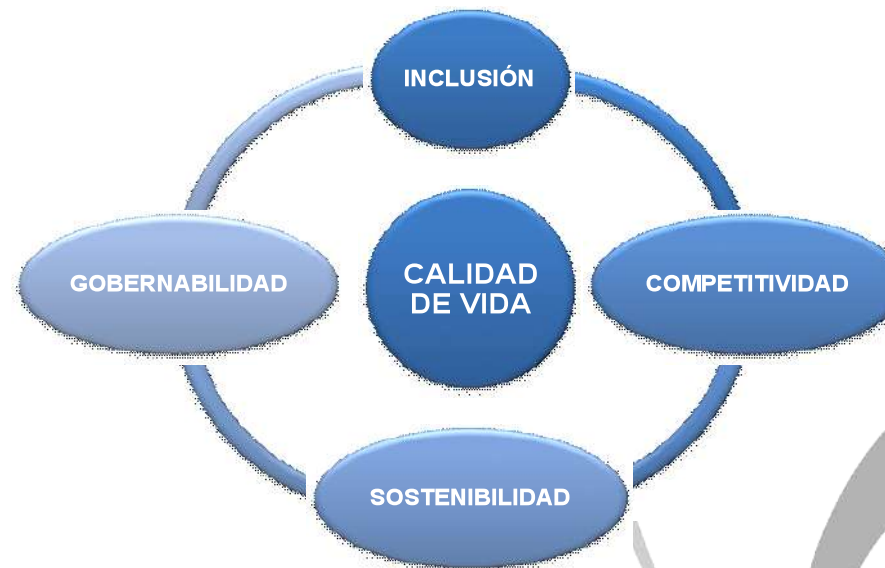 INCLUSIÓN
GOBERNABILIDAD
CALIDAD
DE VIDA
COMPETITIVIDAD
SOSTENIBILIDAD